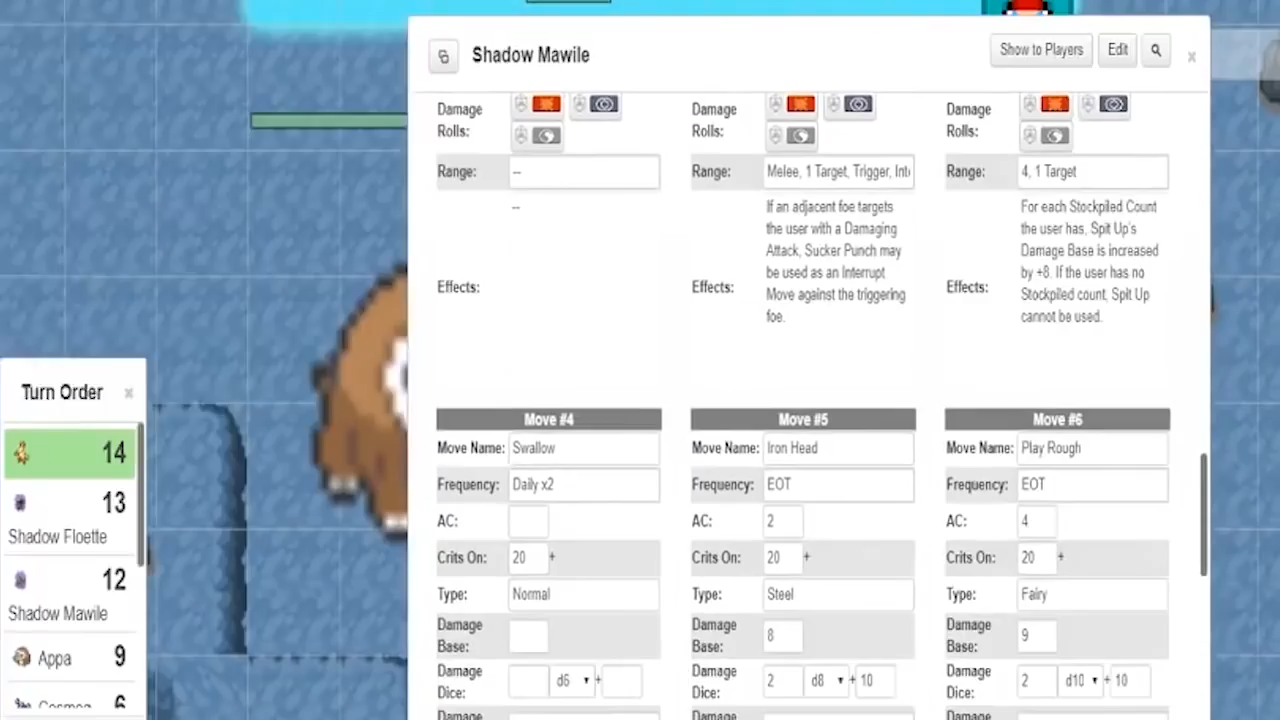 Shadow Mawile
Show to Players
Edit
×
Damage Rolls:
Range:
--
--
Effects:
Damage Rolls:
Range:
Melee, 1 Target, Trigger, Int
If an adjacent foe targets
the user with a Damaging
Attack, Sucker Punch may
be used as an Interrupt
Move against the triggering
foe.
Effects:
Damage Rolls:
Range:
4, 1 Target
For each Stockpiled Count
the user has, Spit Up's
Damage Base is increased
by +8. If the user has no
Stockpiled count, Spit Up
cannot be used.
Effects:
Move #4
Move Name: Swallow
Frequency: Daily x2
AC:
Crits On: 20 +
Type: Normal
Damage Base:
Damage Dice: d6 +
Damage
Move #5
Move Name: Iron Head
Frequency: EOT
AC: 2
Crits On: 20 +
Type: Steel
Damage Base: 8
Damage Dice: 2 d8 + 10
Damage
Move #6
Move Name: Play Rough
Frequency: EOT
AC: 4
Crits On: 20 +
Type: Fairy
Damage Base: 9
Damage Dice: 2 d10 + 10
Damage
Turn Order ×
14
13
Shadow Floette
12
Shadow Mawile
Appa 9
6